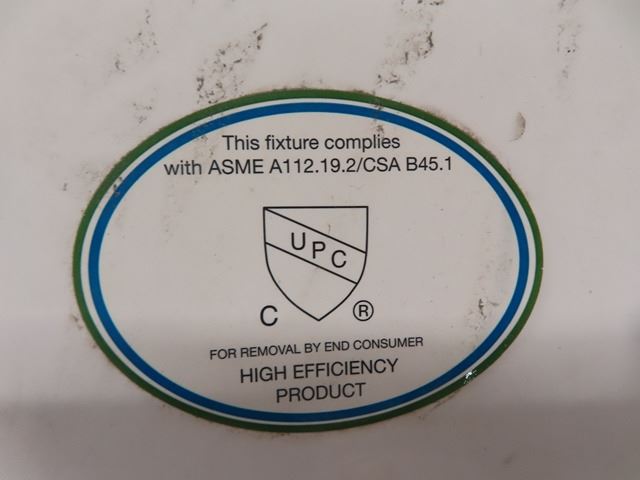 This fixture complies
with ASME A112.19.2/CSA B45.1
UPC
C ®
FOR REMOVAL BY END CONSUMER
HIGH EFFICIENCY
PRODUCT